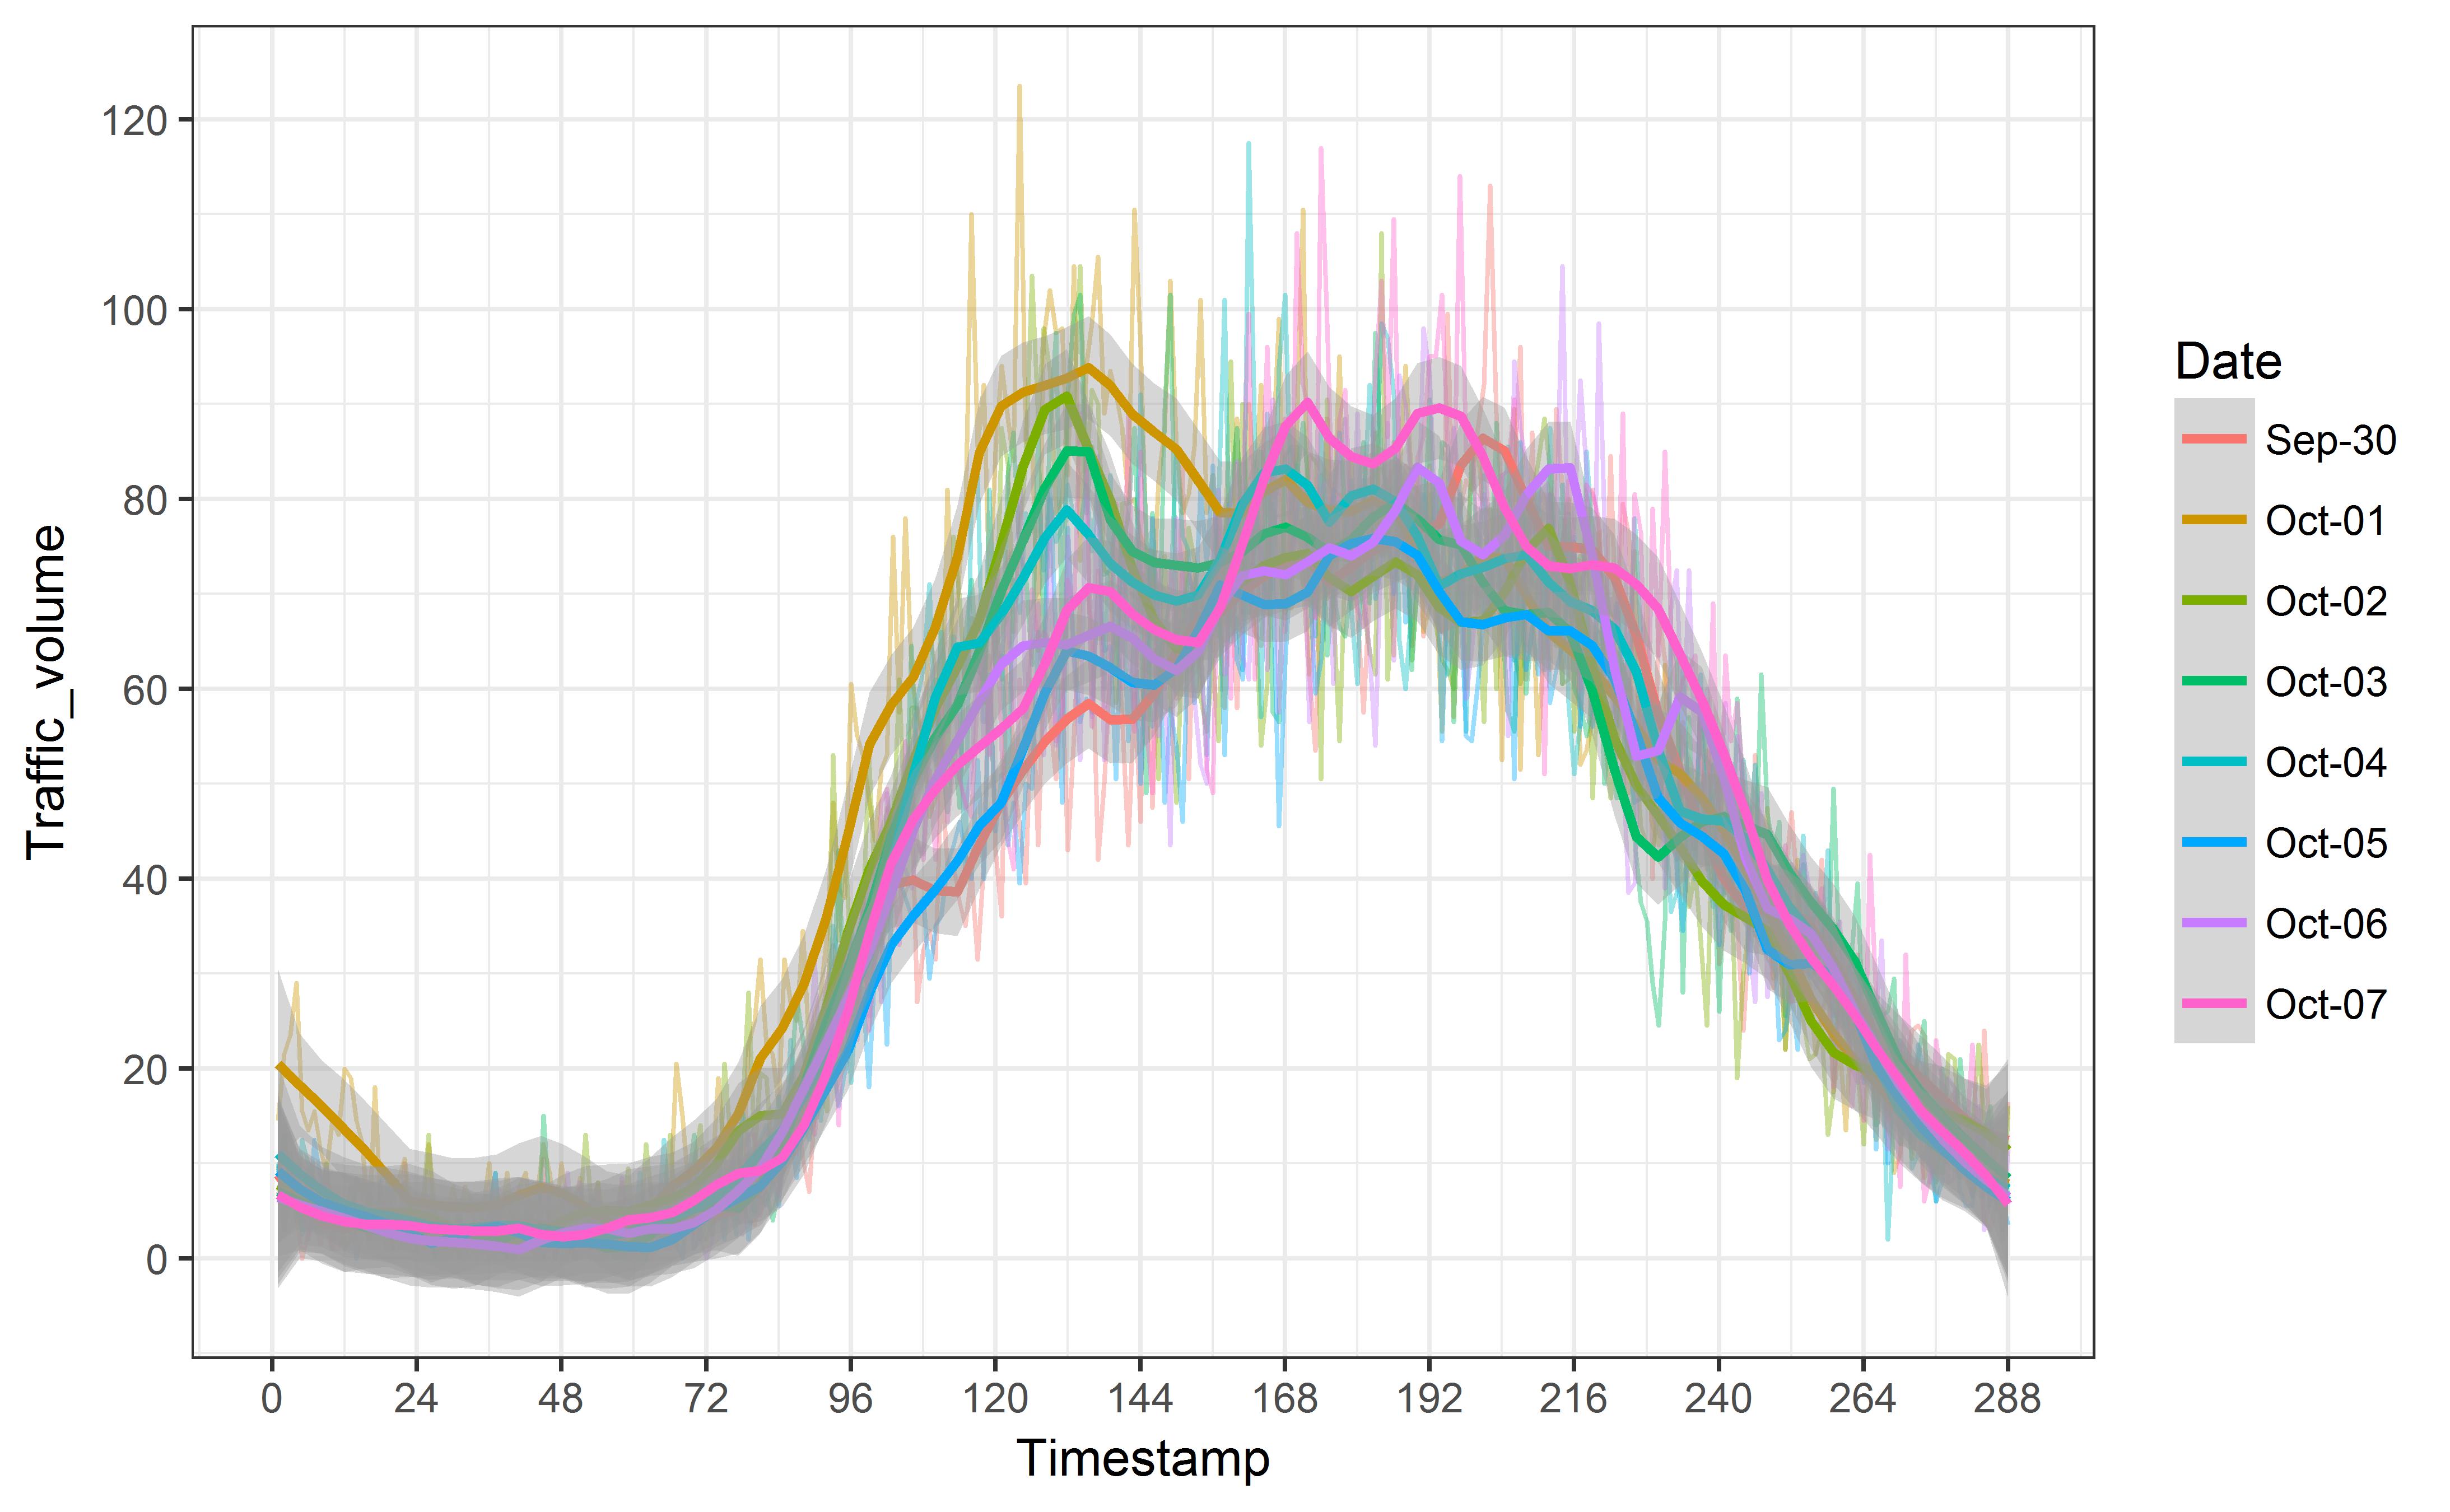 Traffic_volume
120
100
80
60
40
20
0
0 24 48 72 96 120 144 168 192 216 240 264 288
Timestamp
Date
Sep-30
Oct-01
Oct-02
Oct-03
Oct-04
Oct-05
Oct-06
Oct-07